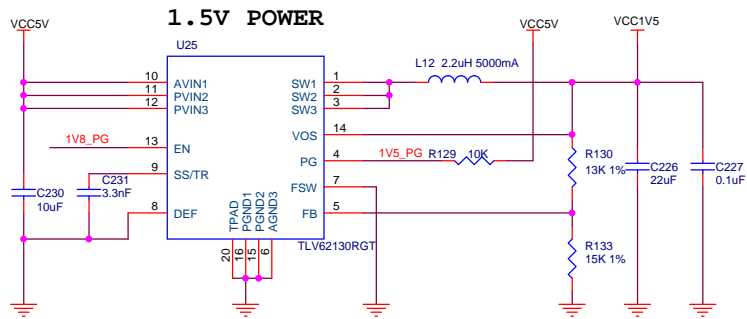 1.5V POWER
VCC5V
VCC5V
VCC1V5
U25
L12 2.2uH 5000mA
10 AVIN1 SW1 1
11 PVIN2 SW2 2
12 PVIN3 SW3 3
VOS 14
1V8_PG 13 EN
PG 4 1V5_PG R129 10K
9 SS/TR
FSW 7
8 DEF FB 5
C230
10uF
C231
3.3nF
R130
13K 1%
C226
22uF
C227
0.1uF
TPAD PGND1 PGND2 AGND3
20 16 15 6
TLV62130RGT
R133
15K 1%